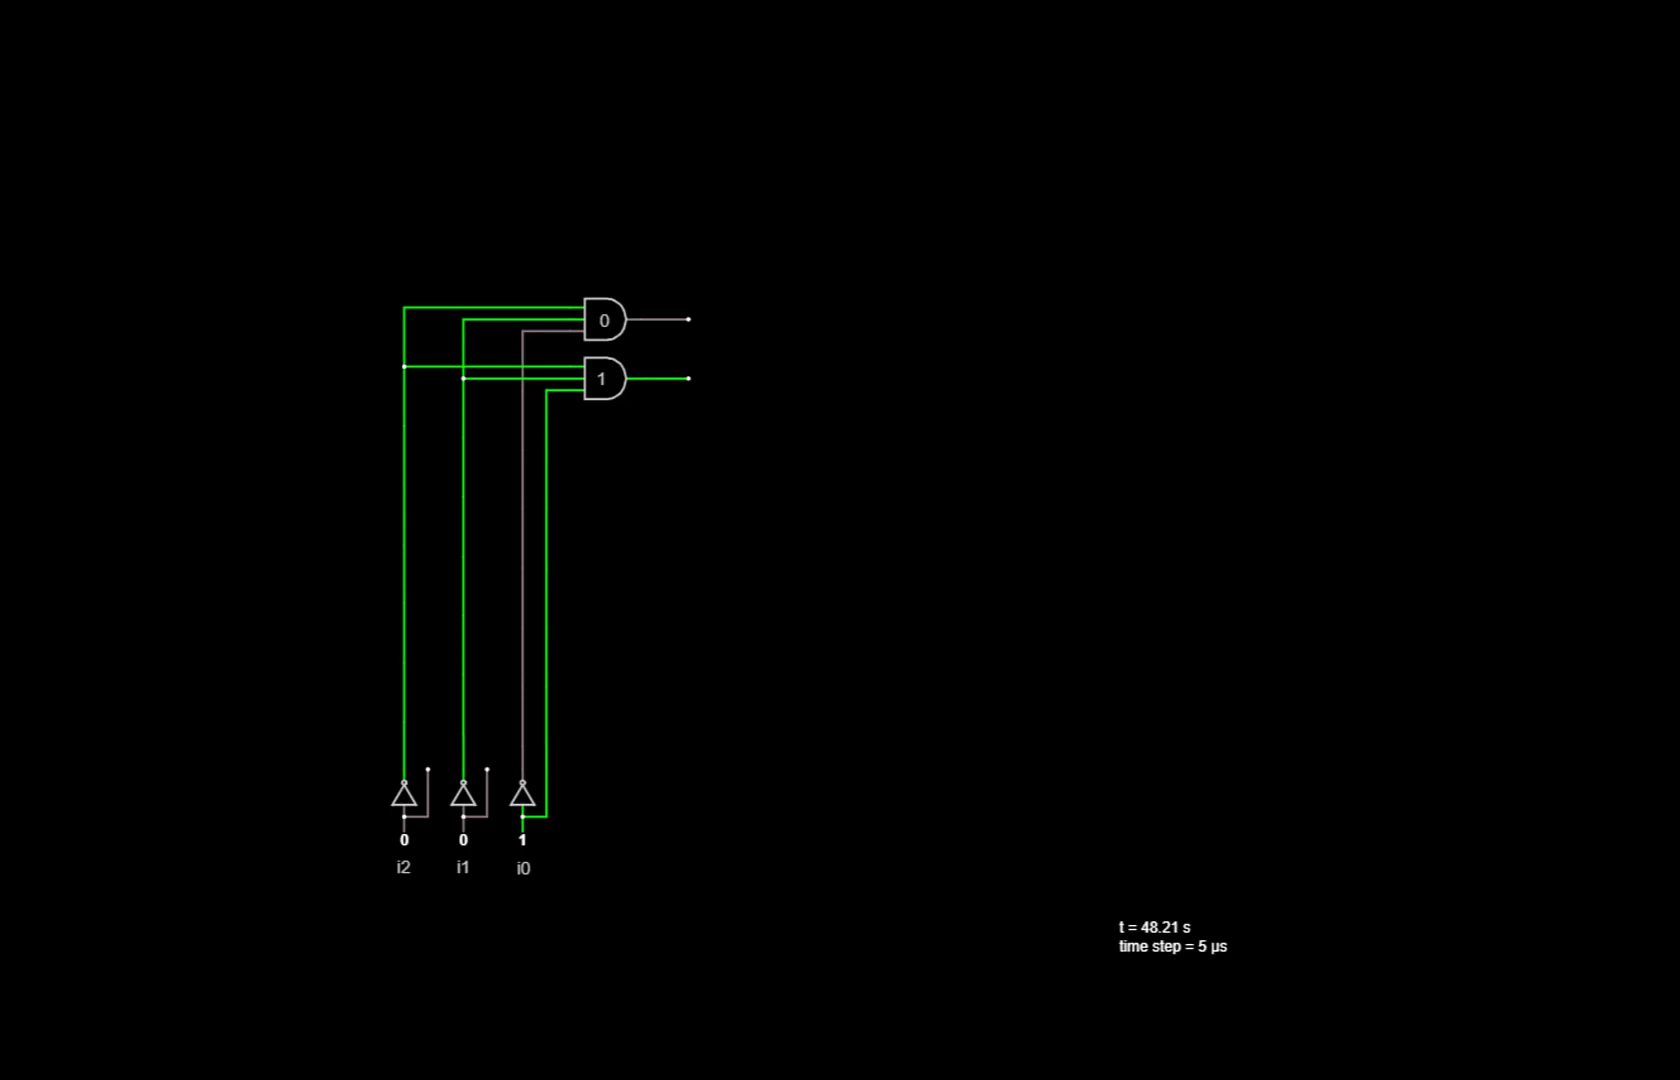 0
1
0 0 1
i2 i1 i0
t = 48.21 s
time step = 5 µs